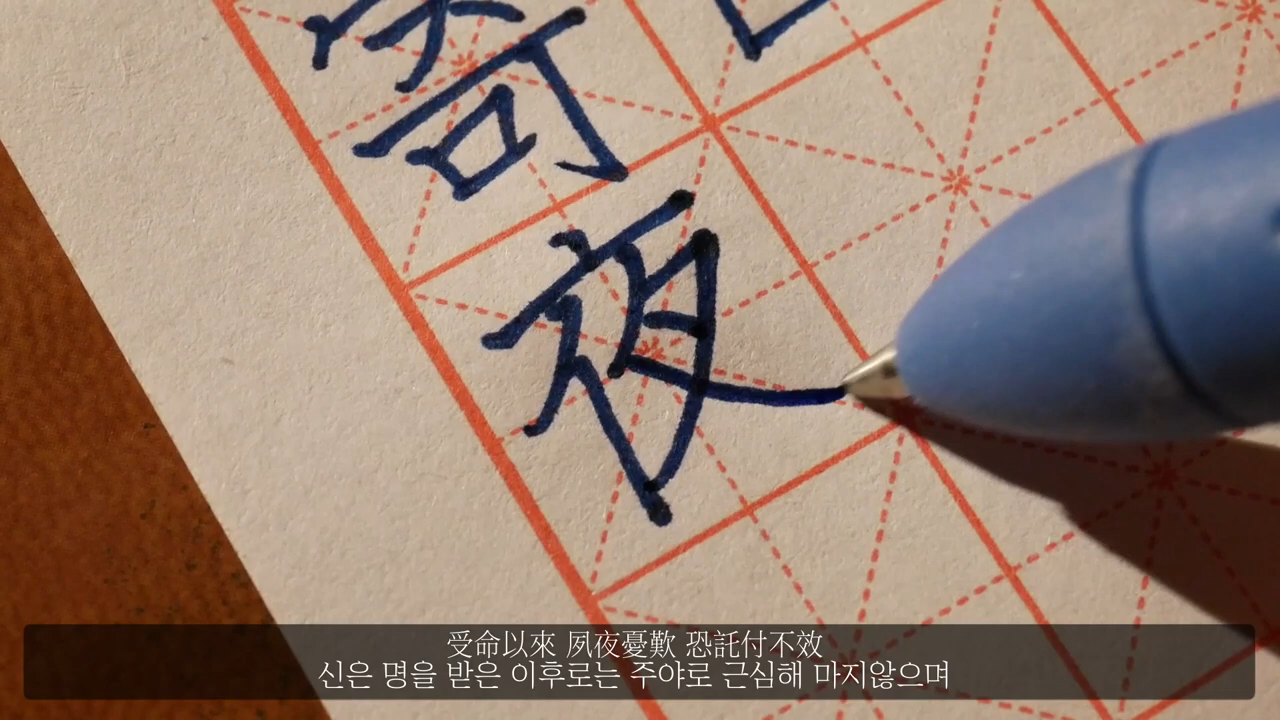 寄
夜
受命以來 夙夜憂歎 恐託付不效
신은 명을 받은 이후로는 주야로 근심해 마지않으며